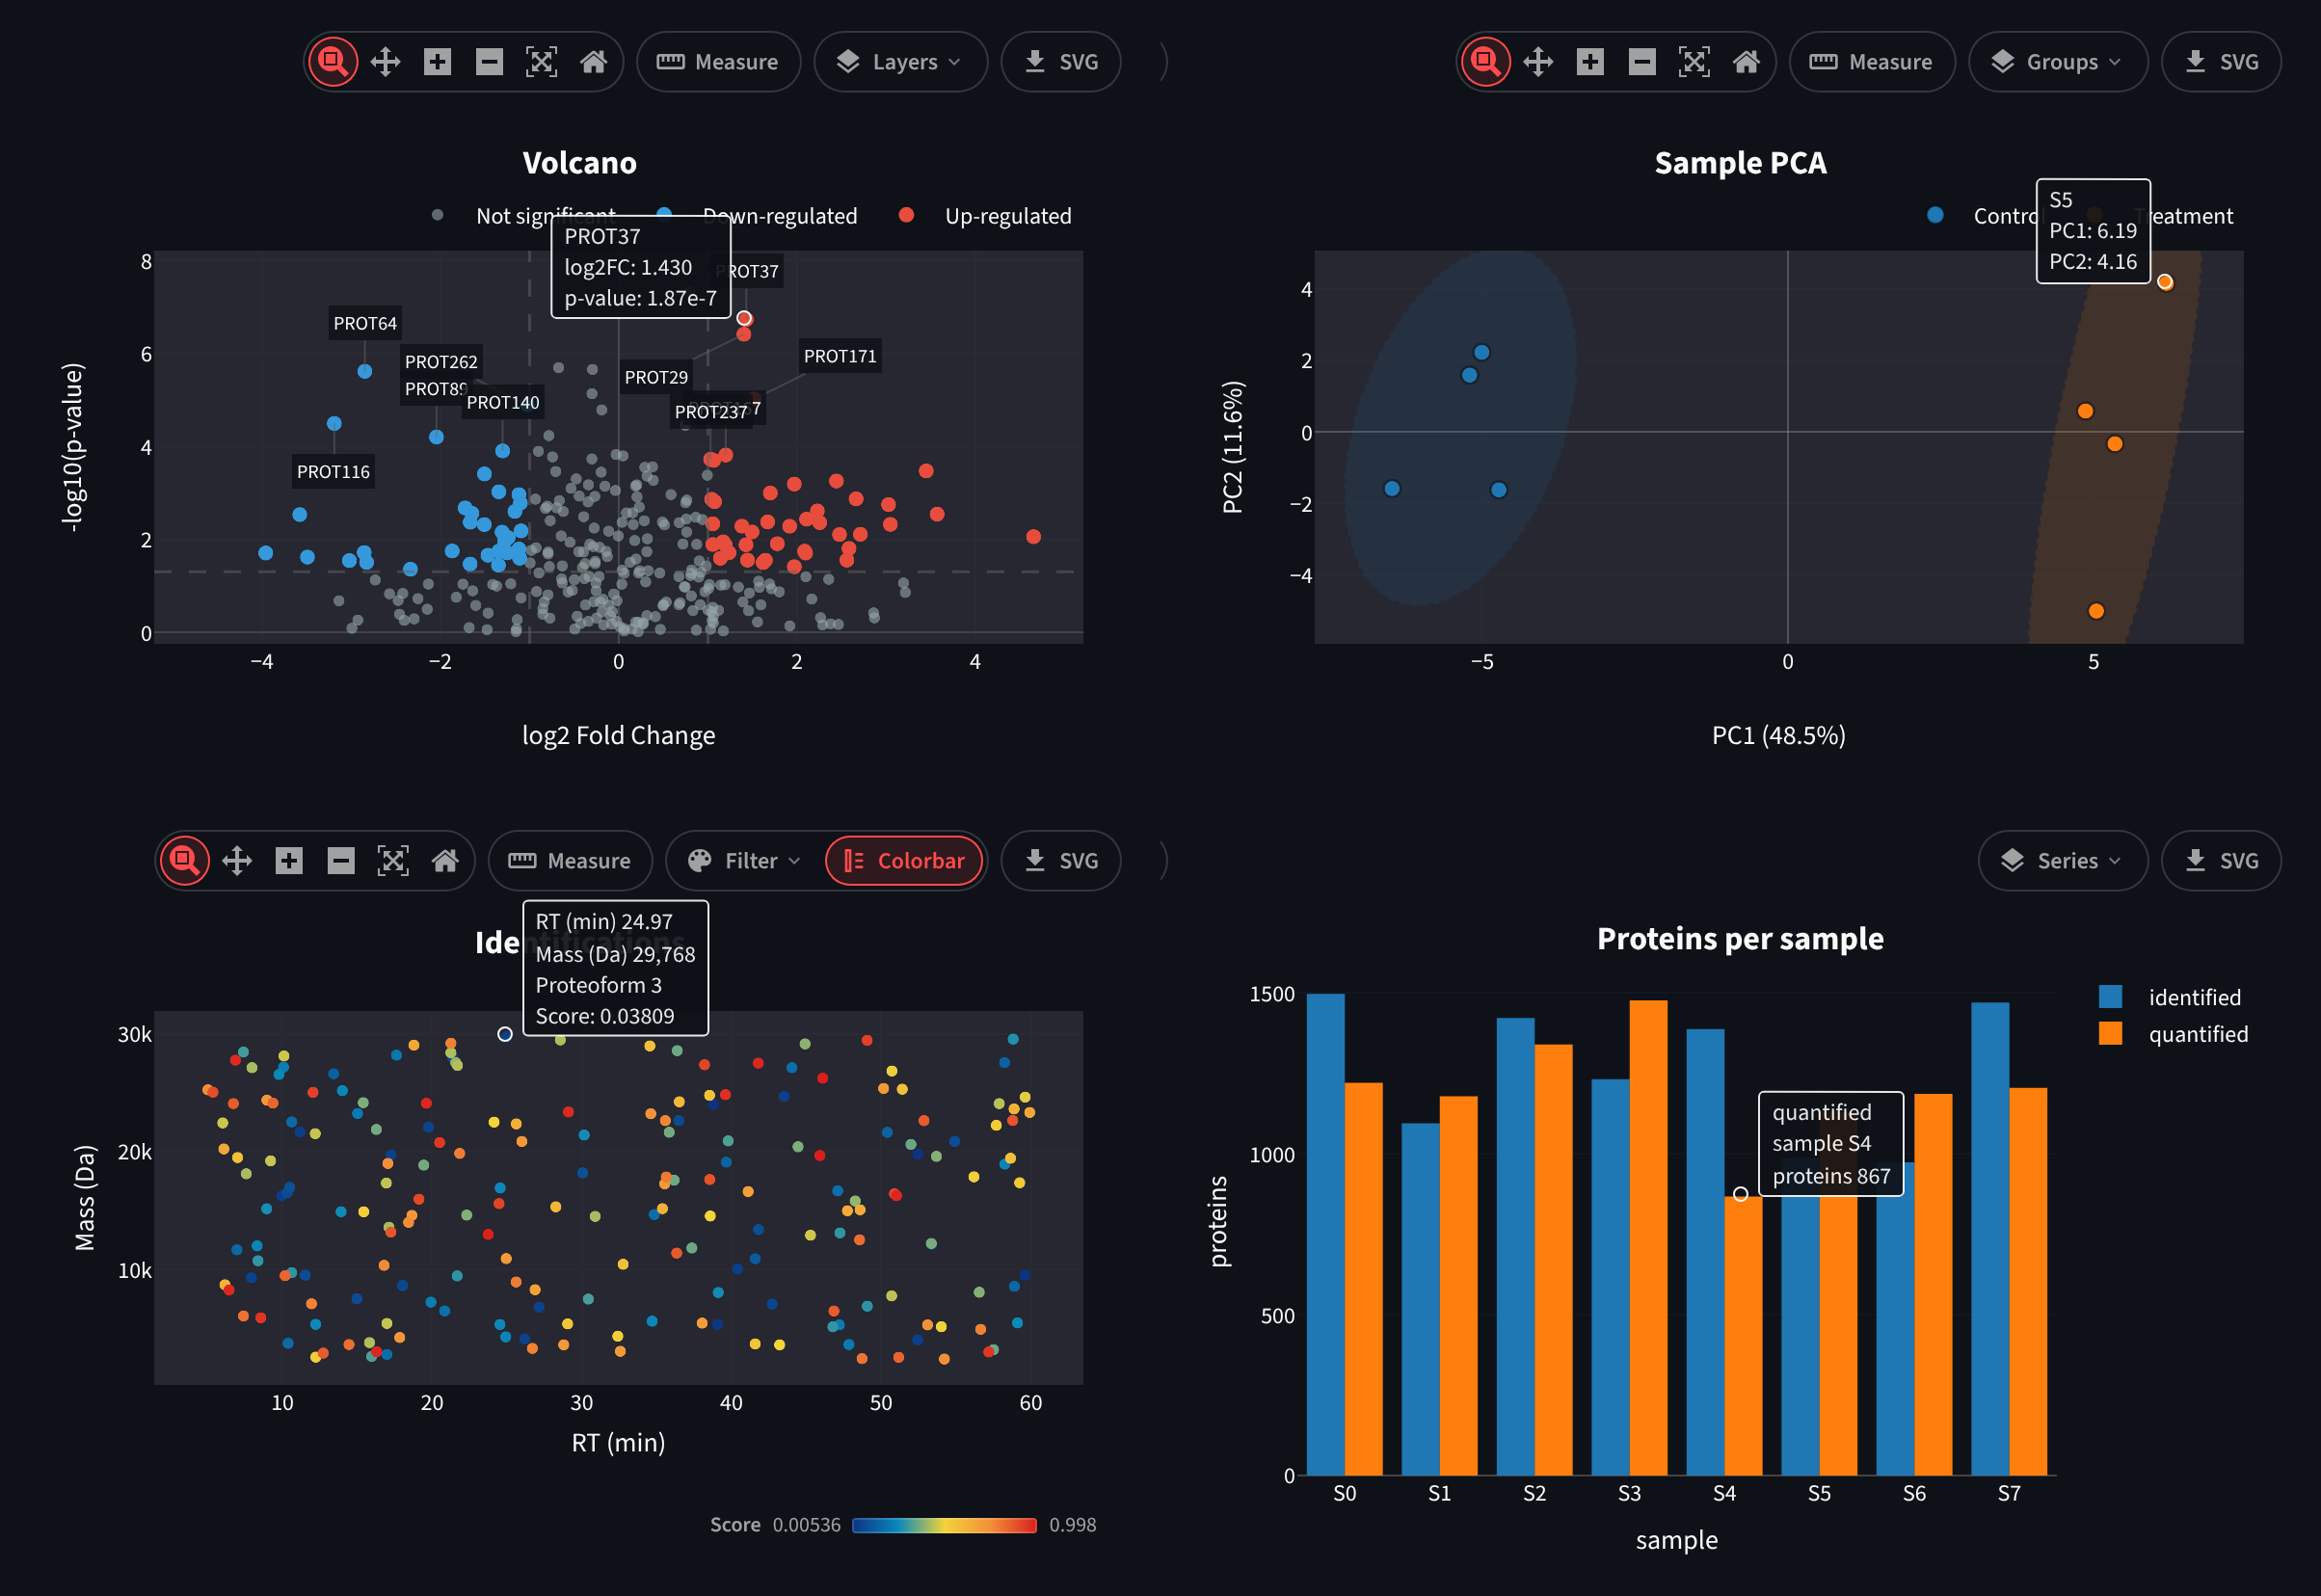 Measure
Layers
SVG
Measure
Groups
SVG
Volcano
Not significant
Down-regulated
Up-regulated
PROT37
log2FC: 1.430
p-value: 1.87e-7
PROT37
PROT64
PROT262
PROT89
PROT140
PROT116
PROT29
PROT171
PROT237
8
6
4
2
0
−4
−2
0
2
4
-log10(p-value)
log2 Fold Change
Sample PCA
Control
Treatment
S5
PC1: 6.19
PC2: 4.16
4
2
0
−2
−4
−5
0
5
PC2 (11.6%)
PC1 (48.5%)
Measure
Filter
Colorbar
SVG
Series
SVG
Identifications
RT (min) 24.97
Mass (Da) 29,768
Proteoform 3
Score: 0.03809
30k
20k
10k
10
20
30
40
50
60
Mass (Da)
RT (min)
Score 0.00536 0.998
Proteins per sample
identified
quantified
quantified
sample S4
proteins 867
1500
1000
500
0
S0
S1
S2
S3
S4
S5
S6
S7
proteins
sample